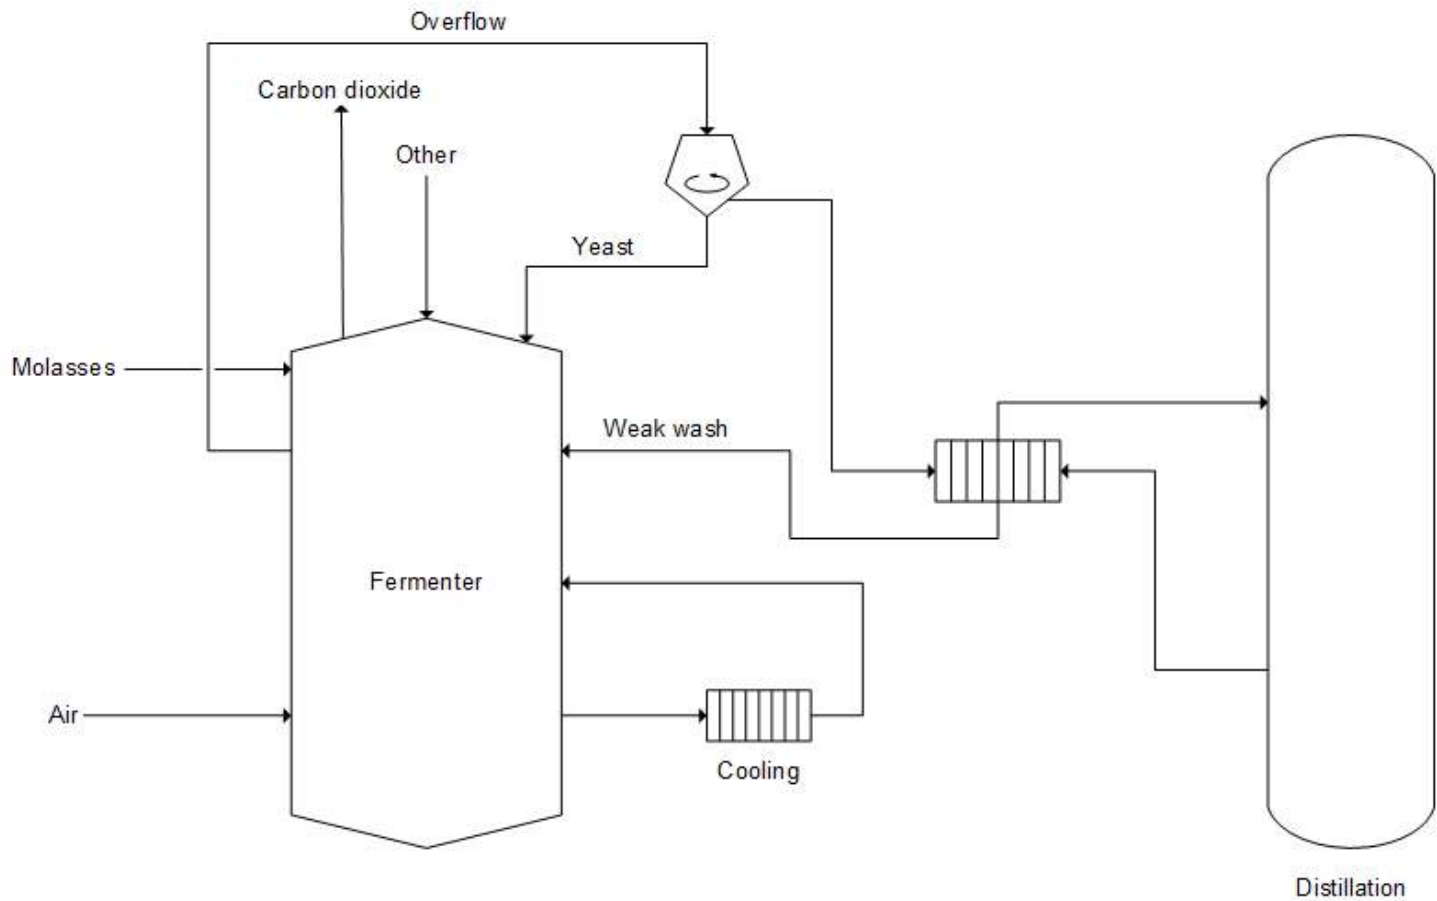 Overflow
Carbon dioxide
Other
Yeast
Molasses
Weak wash
Fermenter
Air
Cooling
Distillation